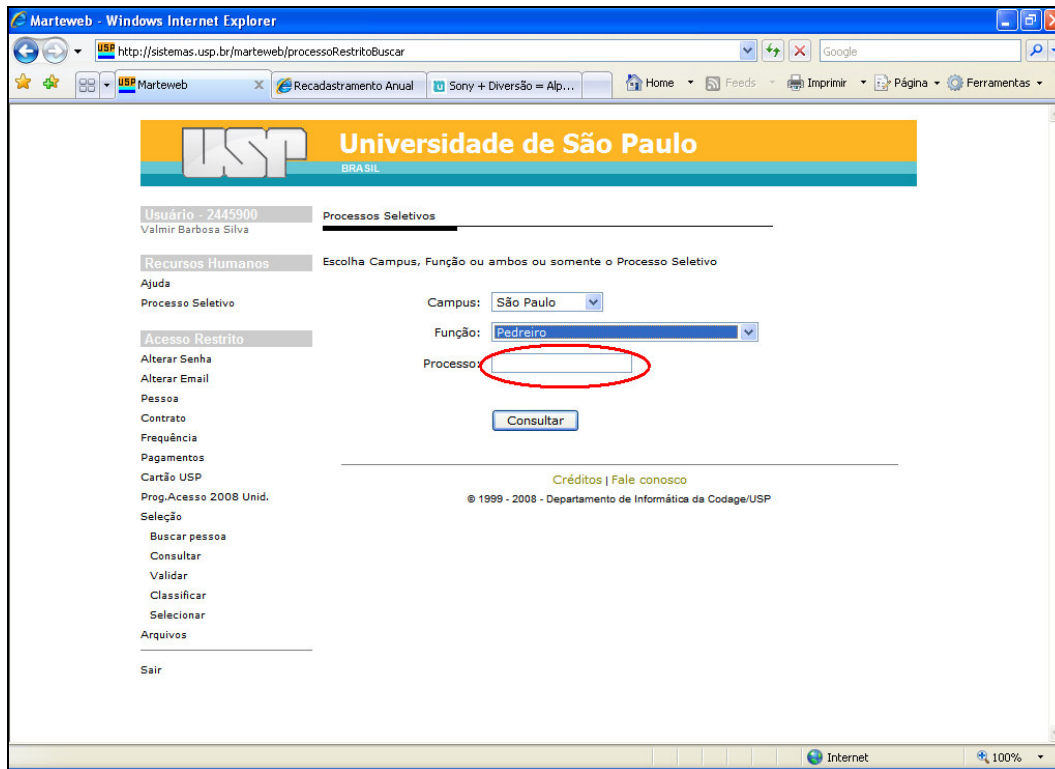 Marteweb - Windows Internet Explorer
USP http://sistemas.usp.br/marteweb/processoRestritoBuscar
Google
USP Marteweb x Recadastramento Anual Sony + Diversão = Alp... Home Feeds Imprimir Página Ferramentas
USP
Universidade de São Paulo
BRASIL
Usuário - 2445900
Valmir Barbosa Silva
Processos Seletivos
Recursos Humanos
Escolha Campus, Função ou ambos ou somente o Processo Seletivo
Ajuda
Processo Seletivo
Campus: São Paulo
Função: Pedreiro
Processo:
Consultar
Acesso Restrito
Alterar Senha
Alterar Email
Pessoa
Contrato
Frequência
Pagamentos
Cartão USP
Prog.Acesso 2008 Unid.
Seleção
Buscar pessoa
Consultar
Validar
Classificar
Selecionar
Arquivos
Sair
Créditos | Fale conosco
© 1999 - 2008 - Departamento de Informática da Codage/USP
Internet 100%